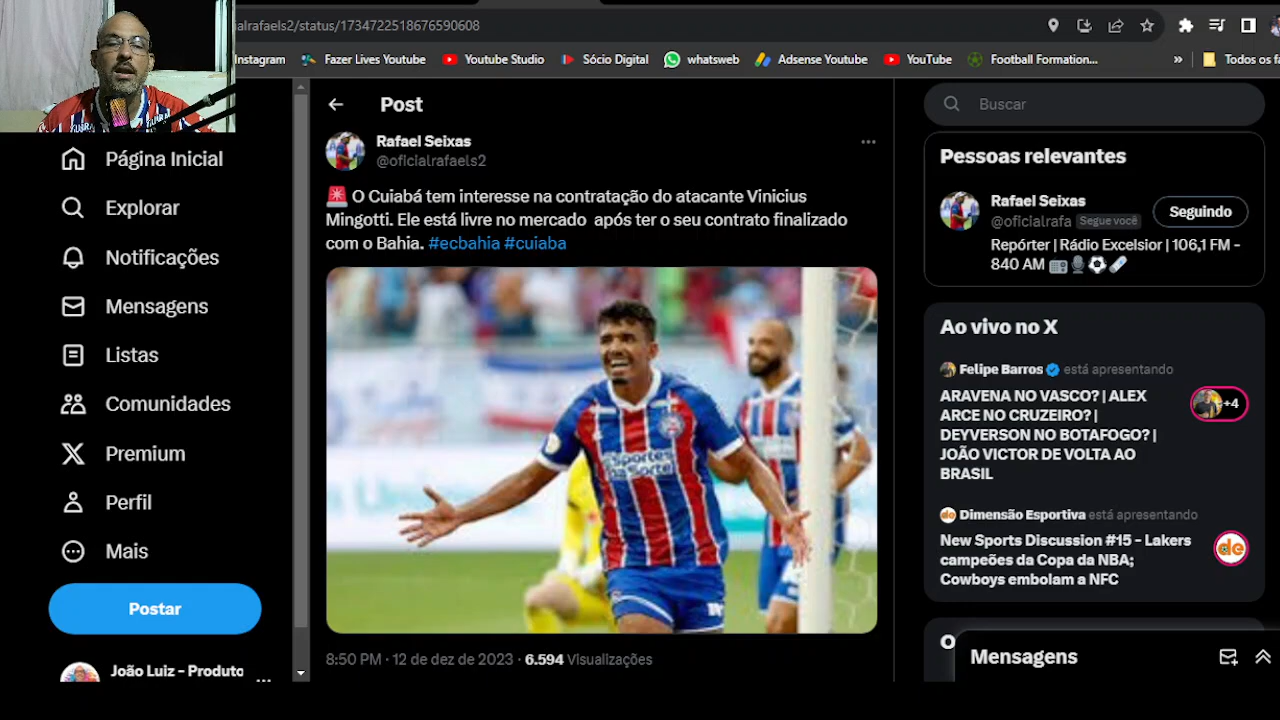 ialrafaels2/status/1734722518676590608
Instagram
Fazer Lives Youtube
Youtube Studio
Sócio Digital
whatsweb
Adsense Youtube
YouTube
Football Formation...
»
Todos os fa
Página Inicial
Explorar
Notificações
Mensagens
Listas
Comunidades
Premium
Perfil
Mais
Postar
João Luiz - Produto
Post
Rafael Seixas
@oficialrafaels2
O Cuiabá tem interesse na contratação do atacante Vinicius
Mingotti. Ele está livre no mercado após ter o seu contrato finalizado
com o Bahia. #ecbahia #cuiaba
Esportes
da Sorte
8:50 PM · 12 de dez de 2023 · 6.594 Visualizações
Buscar
Pessoas relevantes
Rafael Seixas
@oficialrafa Segue você
Seguindo
Repórter | Rádio Excelsior | 106,1 FM -
840 AM
Ao vivo no X
Felipe Barros está apresentando
ARAVENA NO VASCO? | ALEX
ARCE NO CRUZEIRO? |
DEYVERSON NO BOTAFOGO? |
JOÃO VICTOR DE VOLTA AO
BRASIL
+4
Dimensão Esportiva está apresentando
New Sports Discussion #15 - Lakers
campeões da Copa da NBA;
Cowboys embolam a NFC
de
O
Mensagens